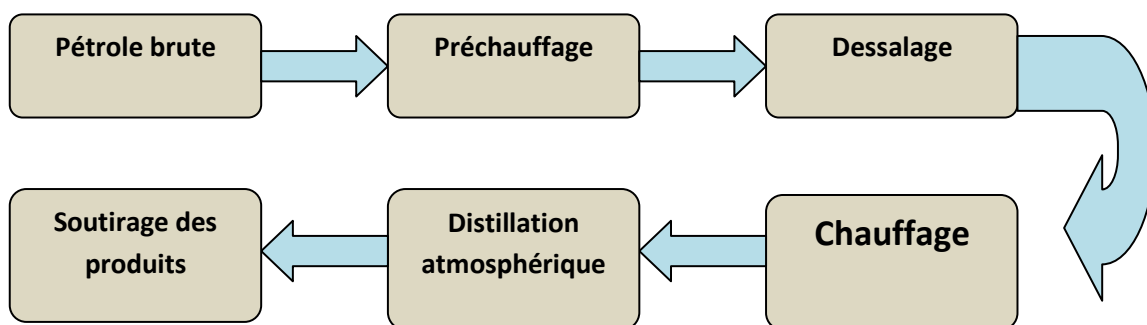 Pétrole brute
Préchauffage
Dessalage
Chauffage
Distillation
atmosphérique
Soutirage des
produits